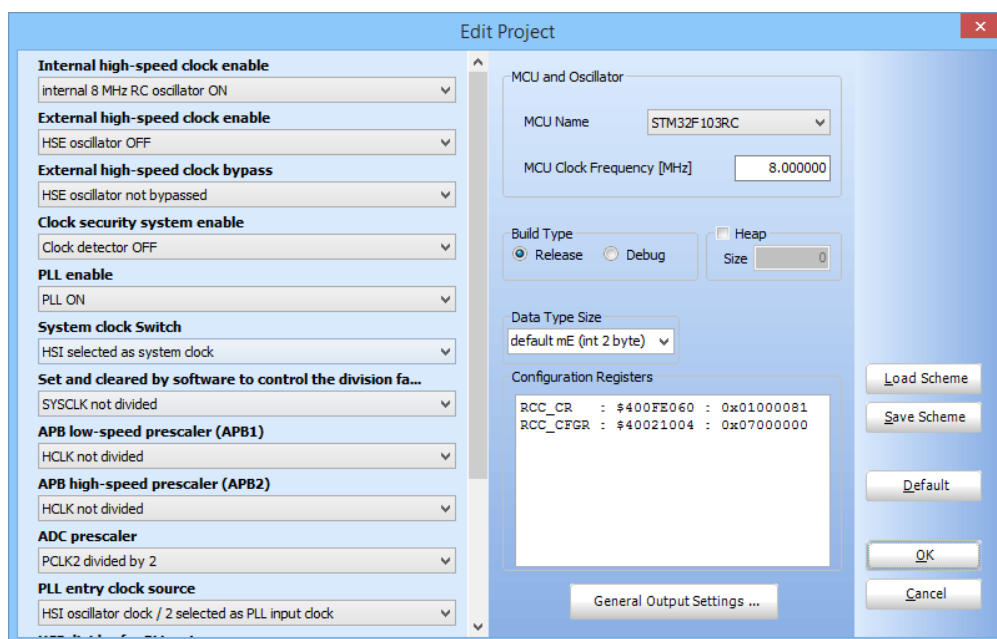 Edit Project
Internal high-speed clock enable
internal 8 MHz RC oscillator ON
External high-speed clock enable
HSE oscillator OFF
External high-speed clock bypass
HSE oscillator not bypassed
Clock security system enable
Clock detector OFF
PLL enable
PLL ON
System clock Switch
HSI selected as system clock
Set and cleared by software to control the division fa...
SYSCLK not divided
APB low-speed prescaler (APB1)
HCLK not divided
APB high-speed prescaler (APB2)
HCLK not divided
ADC prescaler
PCLK2 divided by 2
PLL entry clock source
HSI oscillator clock / 2 selected as PLL input clock
MCU and Oscillator
MCU Name STM32F103RC
MCU Clock Frequency [MHz] 8.000000
Build Type
Release Debug
Heap
Size 0
Data Type Size
default mE (int 2 byte)
Configuration Registers
RCC_CR : $400FE060 : 0x01000081
RCC_CFGR : $40021004 : 0x07000000
General Output Settings ...
Load Scheme
Save Scheme
Default
OK
Cancel